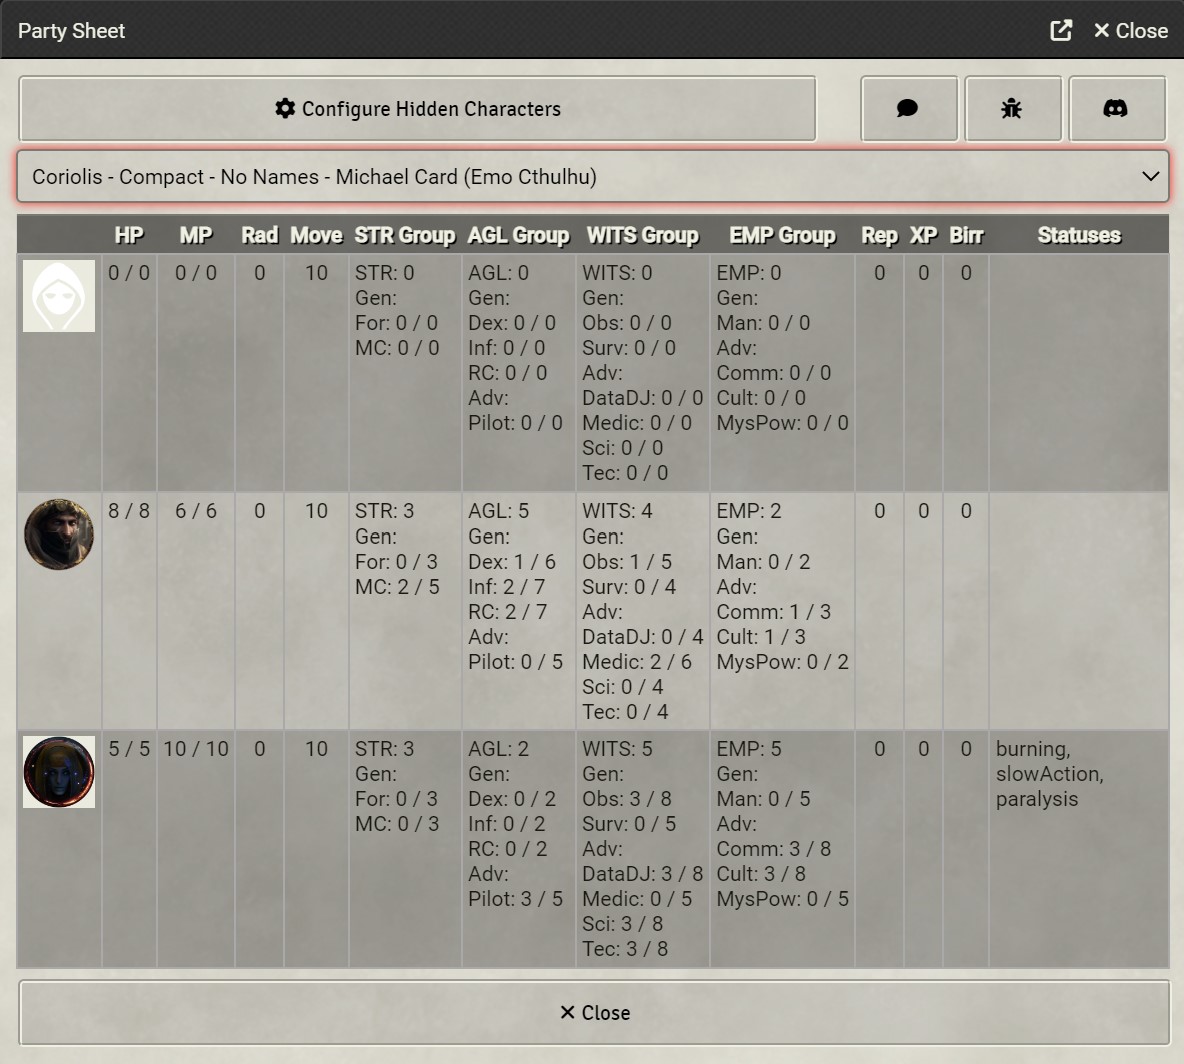 Party Sheet
Close
Configure Hidden Characters
Coriolis - Compact - No Names - Michael Card (Emo Cthulhu)
HP MP Rad Move STR Group AGL Group WITS Group EMP Group Rep XP Birr Statuses
0 / 0 0 / 0 0 10 STR: 0 AGL: 0 WITS: 0 EMP: 0 0 0 0
Gen: Gen: Gen: Gen:
For: 0 / 0 Dex: 0 / 0 Obs: 0 / 0 Man: 0 / 0
MC: 0 / 0 Inf: 0 / 0 Surv: 0 / 0 Adv:
RC: 0 / 0 Adv: Comm: 0 / 0
Adv: DataDJ: 0 / 0 Cult: 0 / 0
Pilot: 0 / 0 Medic: 0 / 0 MysPow: 0 / 0
Sci: 0 / 0
Tec: 0 / 0
8 / 8 6 / 6 0 10 STR: 3 AGL: 5 WITS: 4 EMP: 2 0 0 0
Gen: Gen: Gen: Gen:
For: 0 / 3 Dex: 1 / 6 Obs: 1 / 5 Man: 0 / 2
MC: 2 / 5 Inf: 2 / 7 Surv: 0 / 4 Adv:
RC: 2 / 7 Adv: Comm: 1 / 3
Adv: DataDJ: 0 / 4 Cult: 1 / 3
Pilot: 0 / 5 Medic: 2 / 6 MysPow: 0 / 2
Sci: 0 / 4
Tec: 0 / 4
5 / 5 10 / 10 0 10 STR: 3 AGL: 2 WITS: 5 EMP: 5 0 0 0 burning,
Gen: Gen: Gen: Gen: slowAction,
For: 0 / 3 Dex: 0 / 2 Obs: 3 / 8 Man: 0 / 5 paralysis
MC: 0 / 3 Inf: 0 / 2 Surv: 0 / 5 Adv:
RC: 0 / 2 Adv: Comm: 3 / 8
Adv: DataDJ: 3 / 8 Cult: 3 / 8
Pilot: 3 / 5 Medic: 0 / 5 MysPow: 0 / 5
Sci: 3 / 8
Tec: 3 / 8
Close